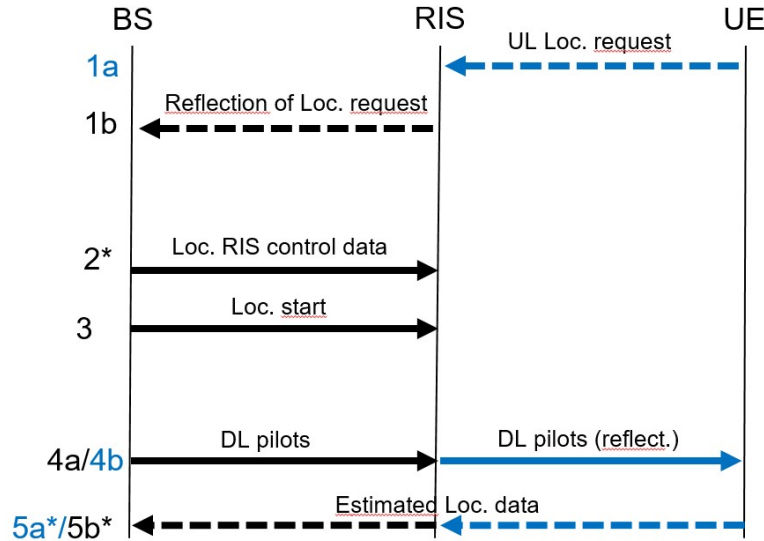 BS RIS UE
UL Loc. request
1a
Reflection of Loc. request
1b
Loc. RIS control data
2*
Loc. start
3
DL pilots DL pilots (reflect.)
4a/4b
Estimated Loc. data
5a*/5b*